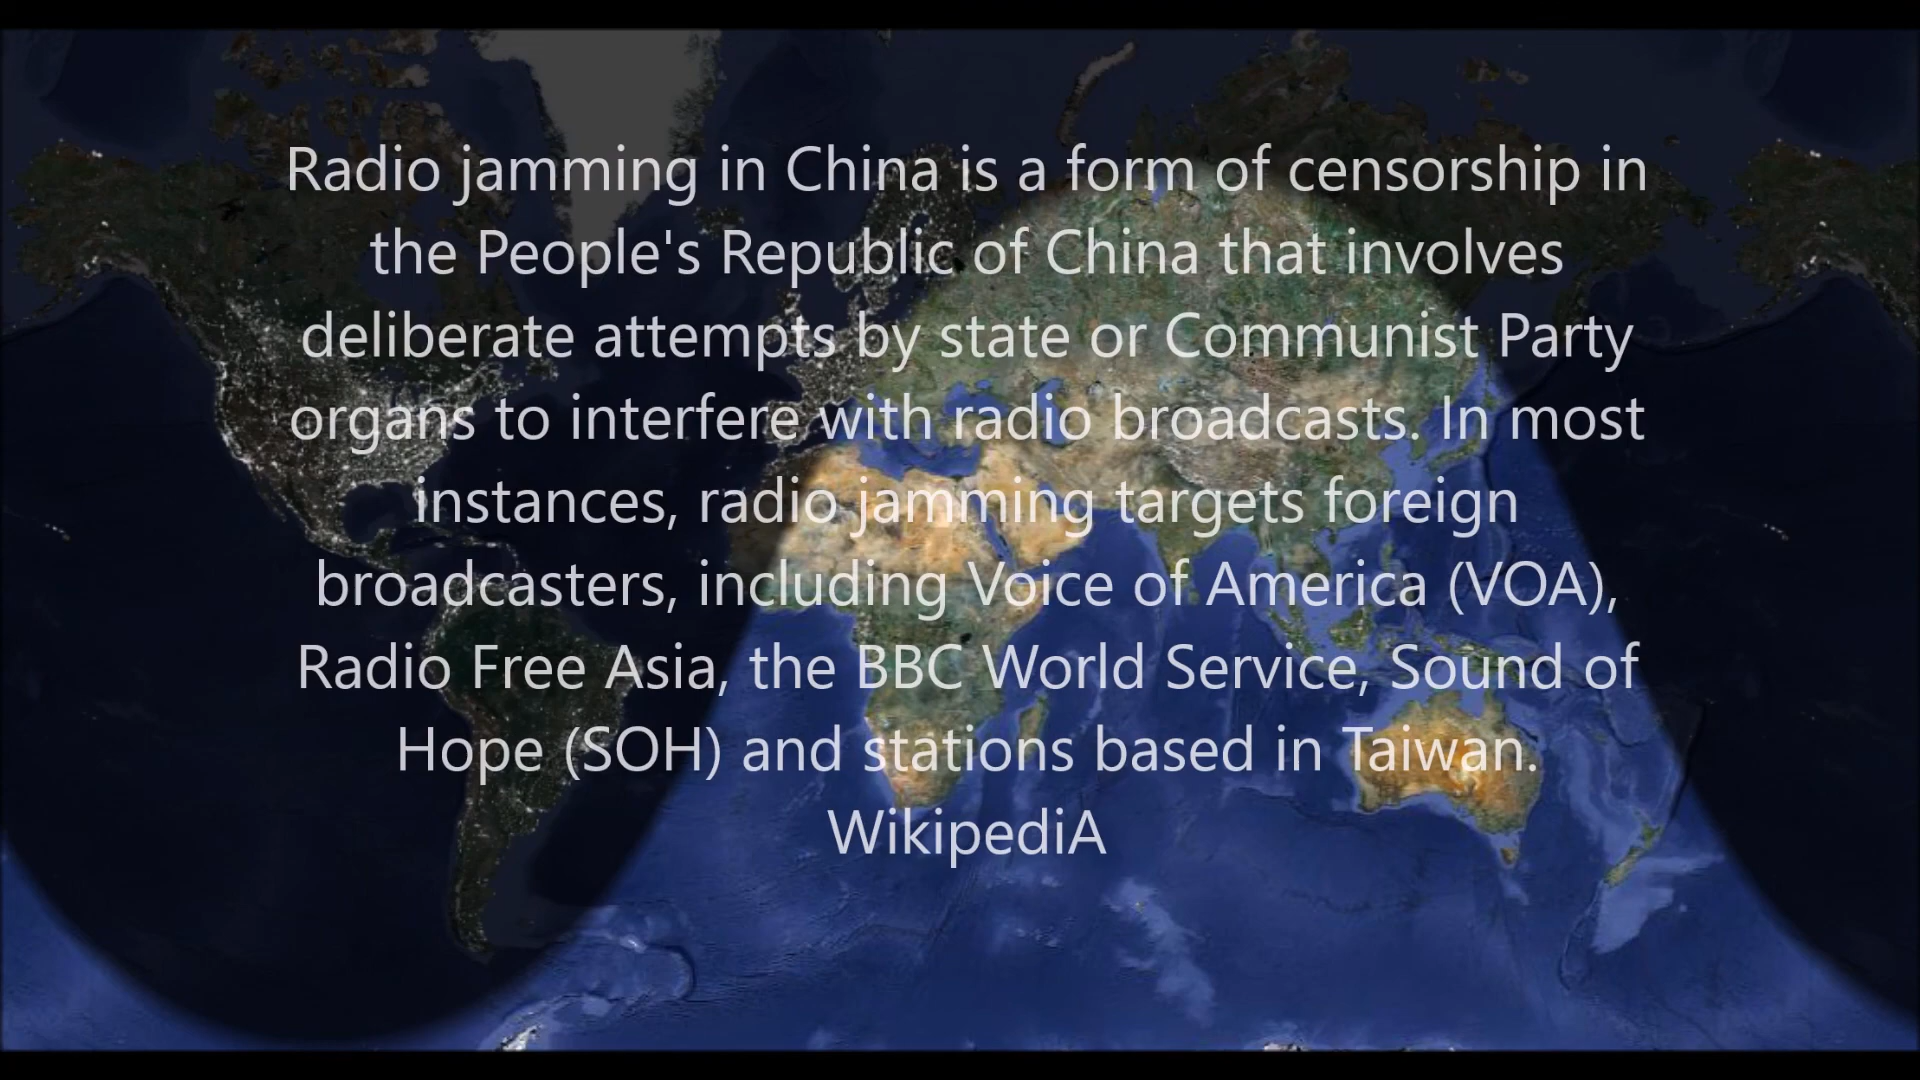 Radio jamming in China is a form of censorship in
the People's Republic of China that involves
deliberate attempts by state or Communist Party
organs to interfere with radio broadcasts. In most
instances, radio jamming targets foreign
broadcasters, including Voice of America (VOA),
Radio Free Asia, the BBC World Service, Sound of
Hope (SOH) and stations based in Taiwan.
WikipediA